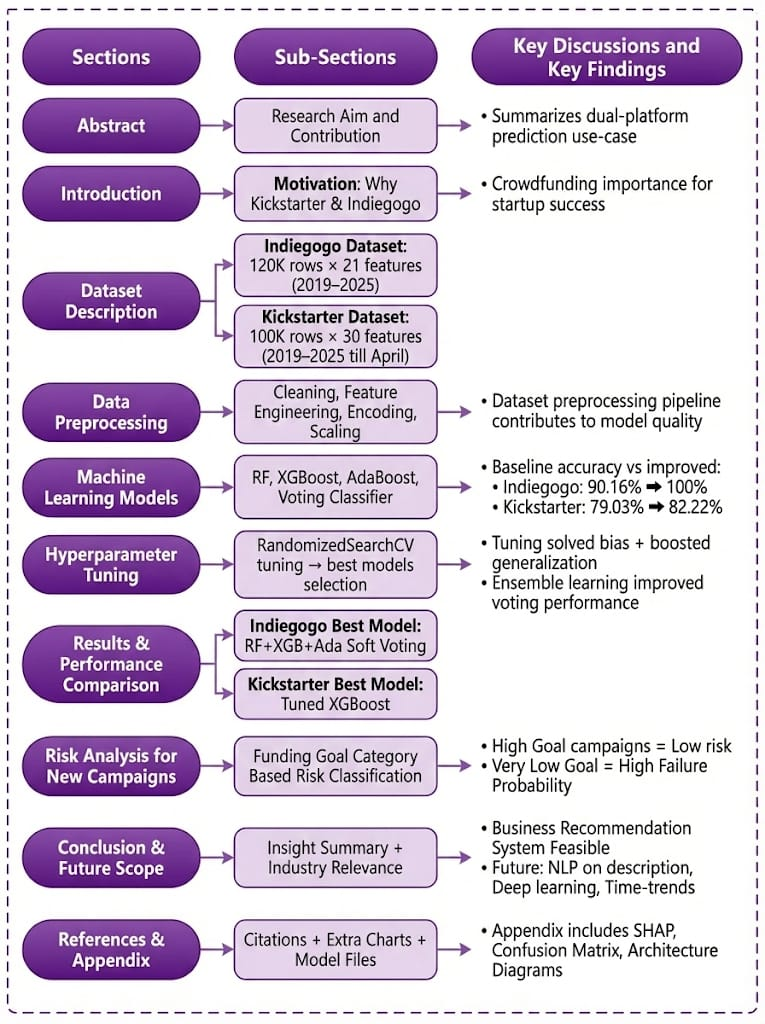 Sections
Sub-Sections
Key Discussions and
Key Findings
Abstract
Research Aim and
Contribution
• Summarizes dual-platform
prediction use-case
Introduction
Motivation: Why
Kickstarter & Indiegogo
• Crowdfunding importance for
startup success
Dataset
Description
Indiegogo Dataset:
120K rows × 21 features
(2019–2025)
Kickstarter Dataset:
100K rows × 30 features
(2019–2025 till April)
Data
Preprocessing
Cleaning, Feature
Engineering, Encoding,
Scaling
• Dataset preprocessing pipeline
contributes to model quality
Machine
Learning Models
RF, XGBoost, AdaBoost,
Voting Classifier
• Baseline accuracy vs improved:
• Indiegogo: 90.16% ➡ 100%
• Kickstarter: 79.03% ➡ 82.22%
Hyperparameter
Tuning
RandomizedSearchCV
tuning → best models
selection
• Tuning solved bias + boosted
generalization
• Ensemble learning improved
voting performance
Results &
Performance
Comparison
Indiegogo Best Model:
RF+XGB+Ada Soft Voting
Kickstarter Best Model:
Tuned XGBoost
Risk Analysis for
New Campaigns
Funding Goal Category
Based Risk Classification
• High Goal campaigns = Low risk
• Very Low Goal = High Failure
Probability
Conclusion &
Future Scope
Insight Summary +
Industry Relevance
• Business Recommendation
System Feasible
• Future: NLP on description,
Deep learning, Time-trends
References &
Appendix
Citations + Extra Charts +
Model Files
• Appendix includes SHAP,
Confusion Matrix, Architecture
Diagrams